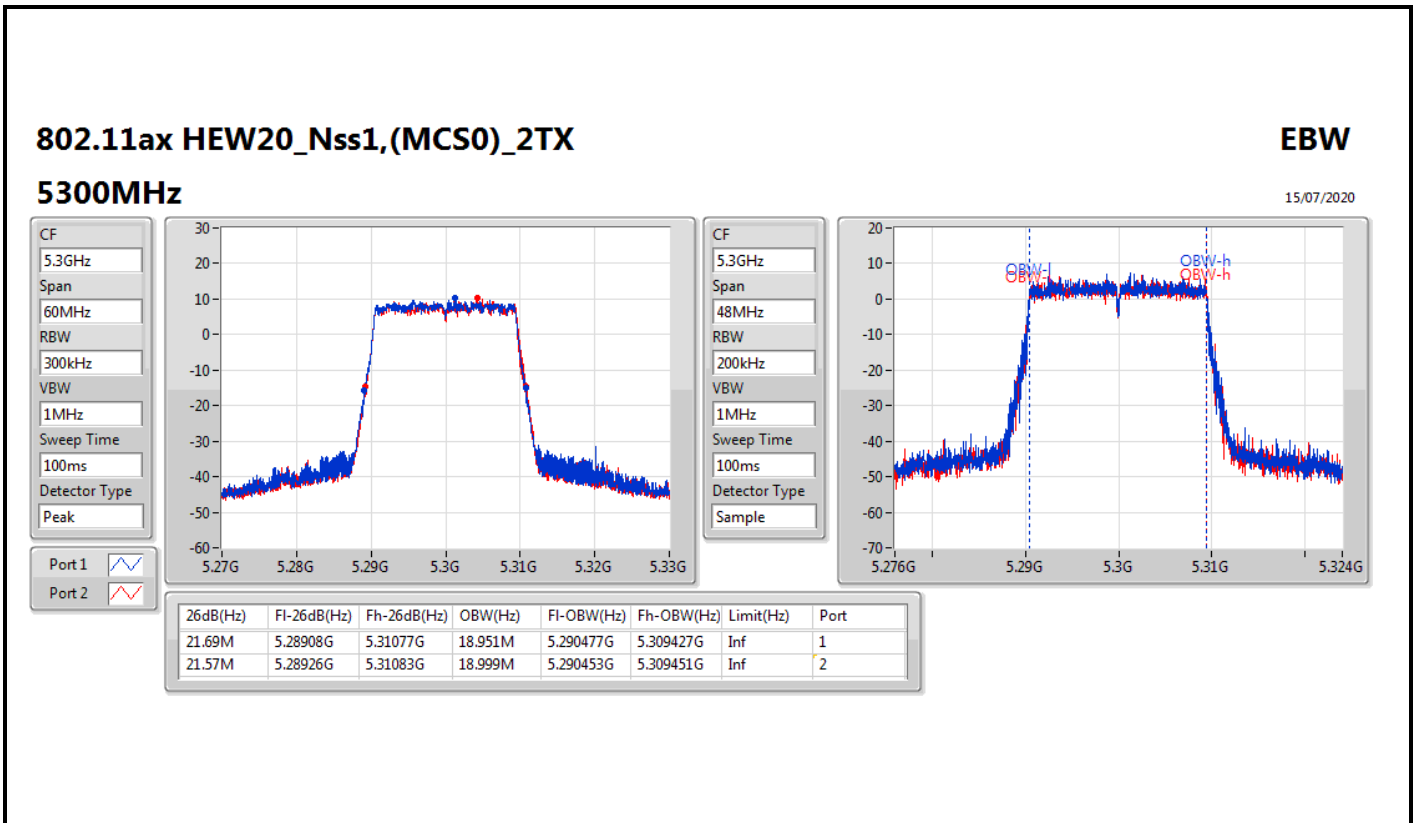 802.11ax HEW20_Nss1,(MCS0)_2TX EBW
5300MHz 15/07/2020
CF
5.3GHz
Span
60MHz
RBW
300kHz
VBW
1MHz
Sweep Time
100ms
Detector Type
Peak
Port 1
Port 2
30
20
10
0
-10
-20
-30
-40
-50
-60
5.27G 5.28G 5.29G 5.3G 5.31G 5.32G 5.33G
CF
5.3GHz
Span
48MHz
RBW
200kHz
VBW
1MHz
Sweep Time
100ms
Detector Type
Sample
20
10
0
-10
-20
-30
-40
-50
-60
-70
OBW-l
OBW-l
OBW-h
OBW-h
5.276G 5.29G 5.3G 5.31G 5.324G
26dB(Hz) Fl-26dB(Hz) Fh-26dB(Hz) OBW(Hz) Fl-OBW(Hz) Fh-OBW(Hz) Limit(Hz) Port
21.69M 5.28908G 5.31077G 18.951M 5.290477G 5.309427G Inf 1
21.57M 5.28926G 5.31083G 18.999M 5.290453G 5.309451G Inf 2